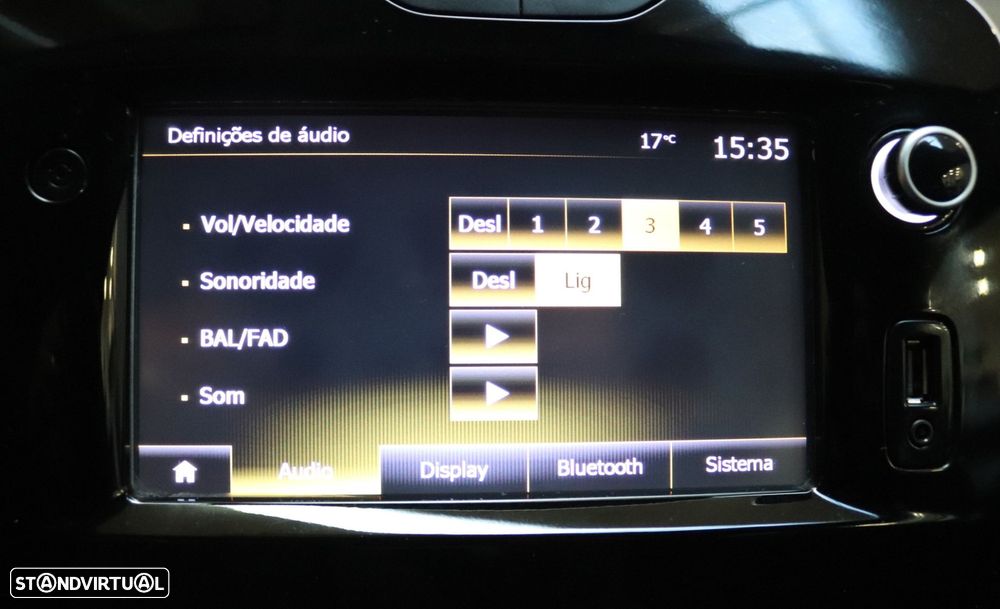 Definições de áudio 17°C 15:35
Vol/Velocidade Desl 1 2 3 4 5
Sonoridade Desl Lig
BAL/FAD
Som
Audio Display Bluetooth Sistema
STANDVIRTUAL